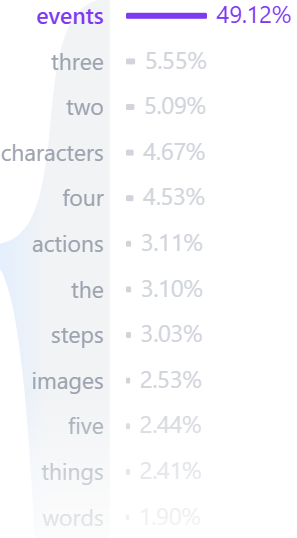 events 49.12%
three 5.55%
two 5.09%
characters 4.67%
four 4.53%
actions 3.11%
the 3.10%
steps 3.03%
images 2.53%
five 2.44%
things 2.41%
words 1.90%